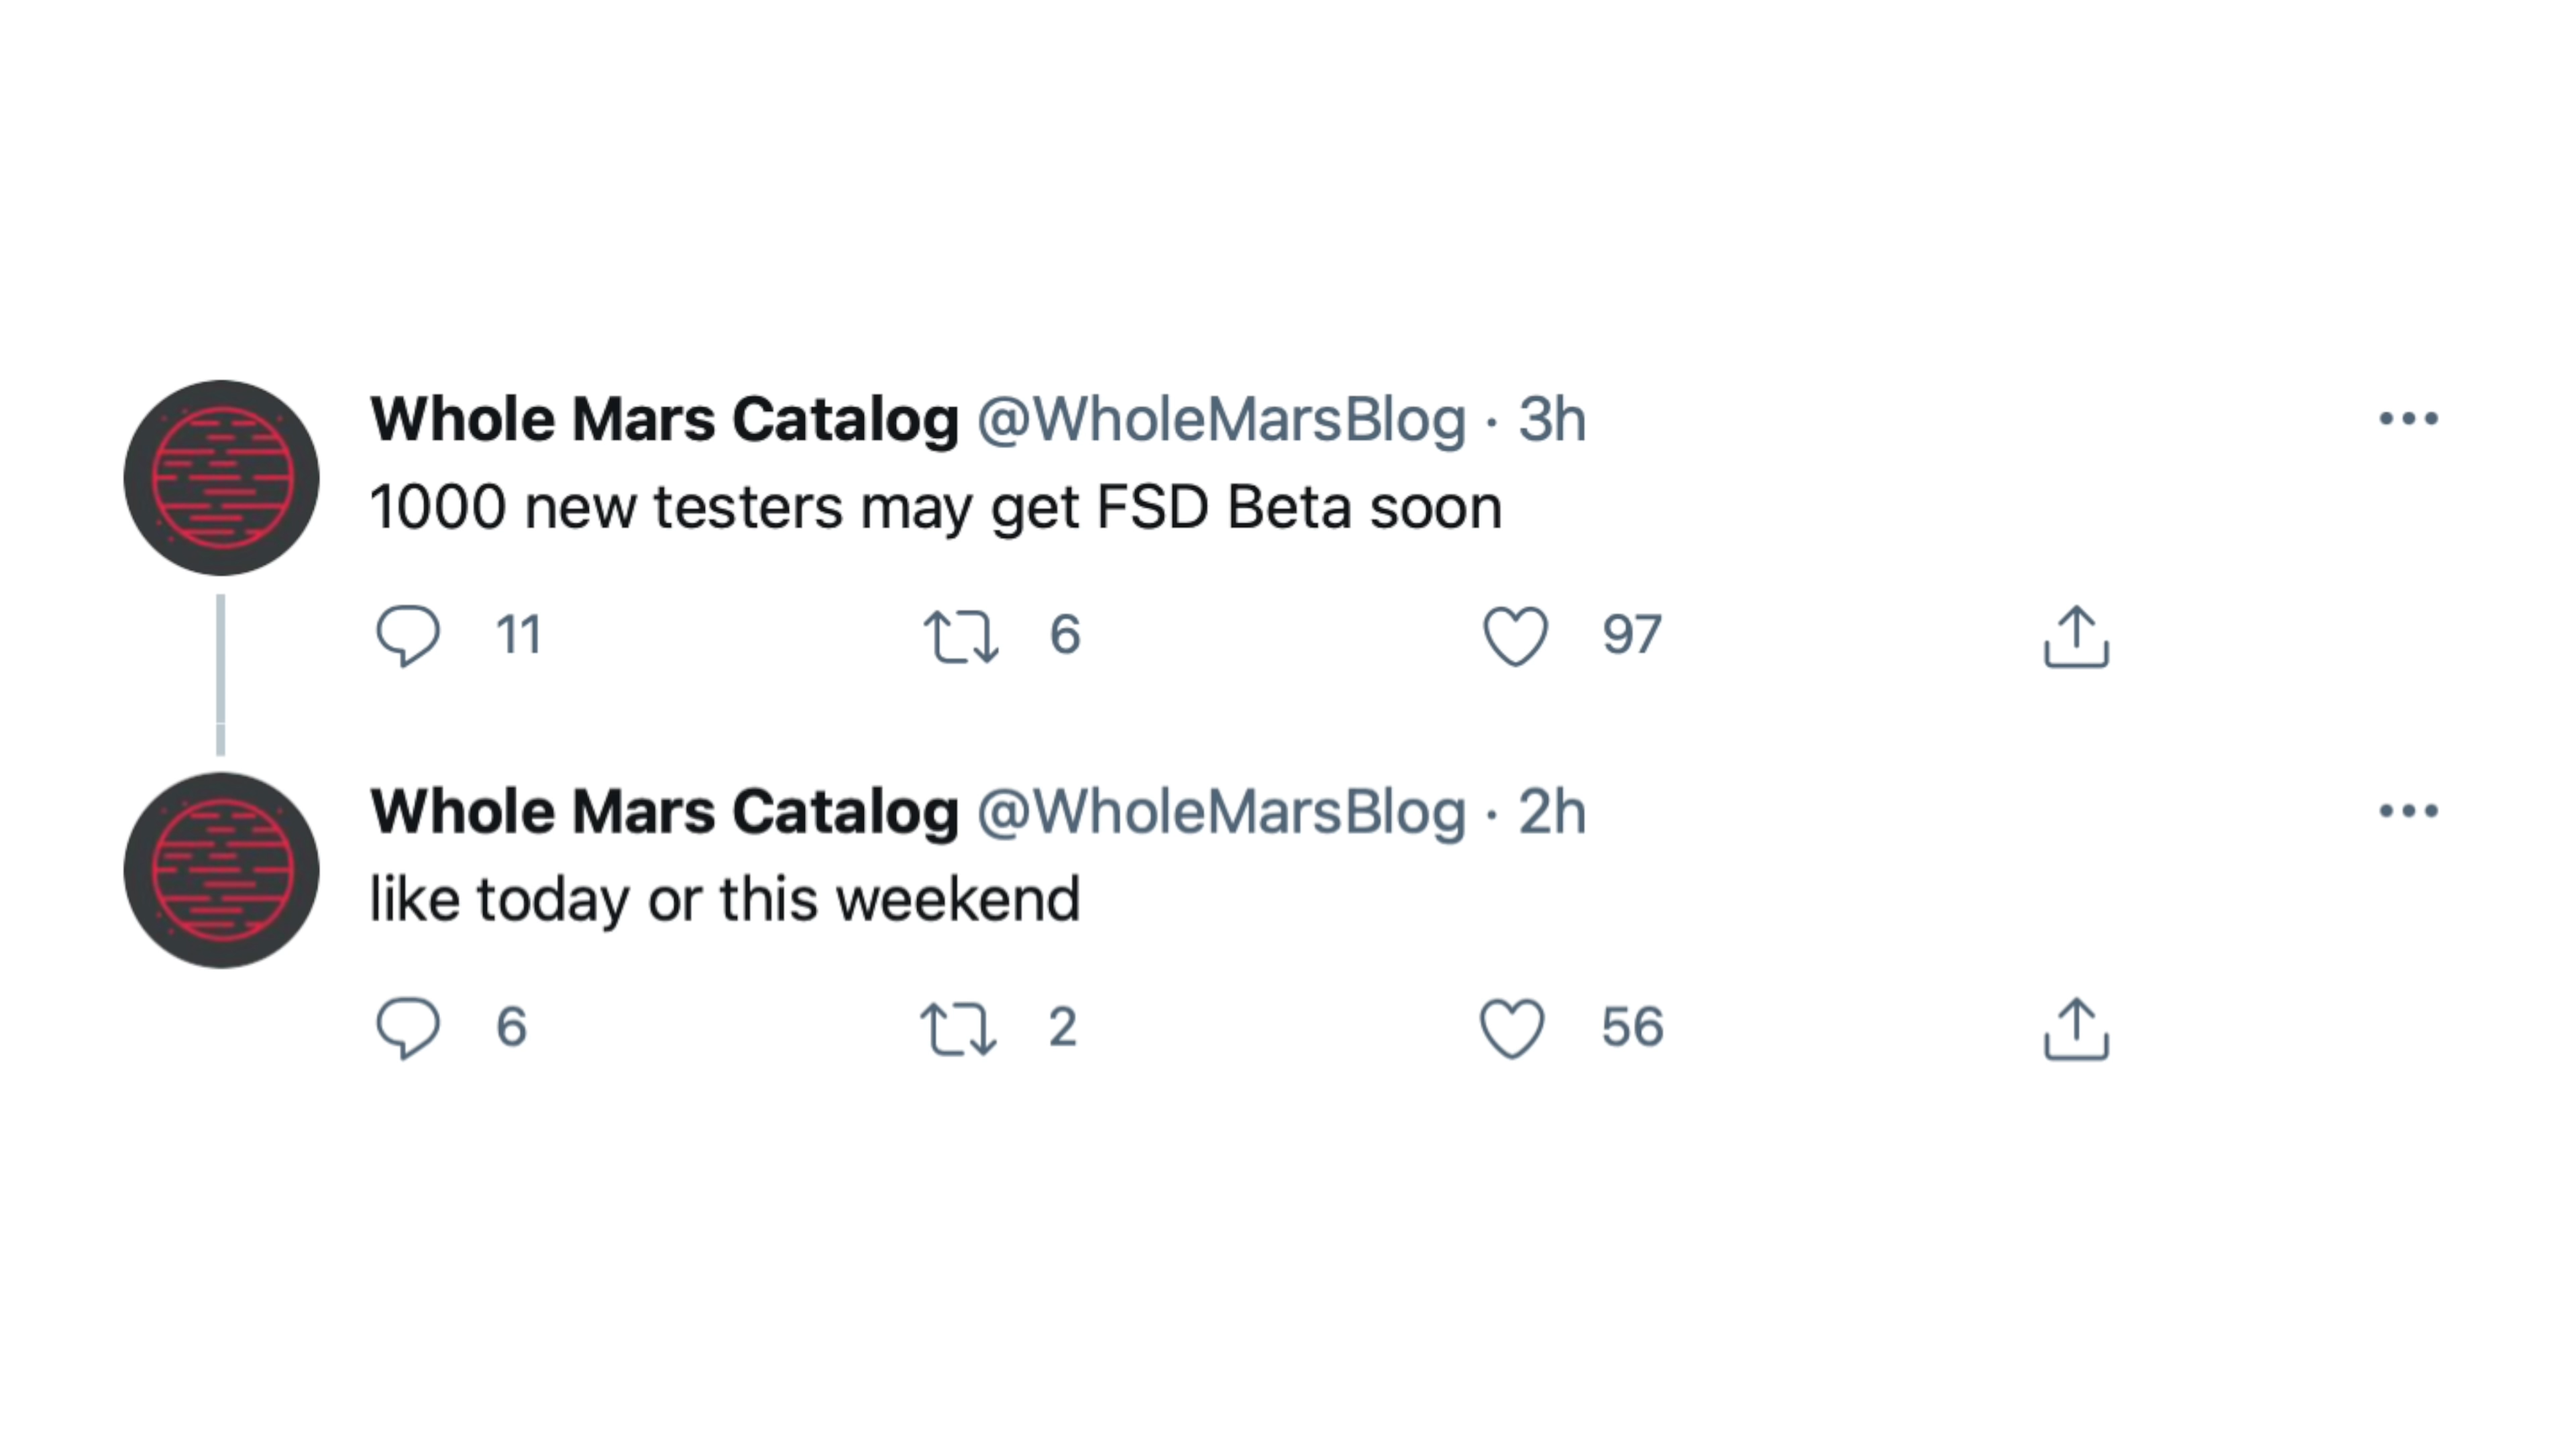 Whole Mars Catalog @WholeMarsBlog · 3h
1000 new testers may get FSD Beta soon
11 6 97
Whole Mars Catalog @WholeMarsBlog · 2h
like today or this weekend
6 2 56